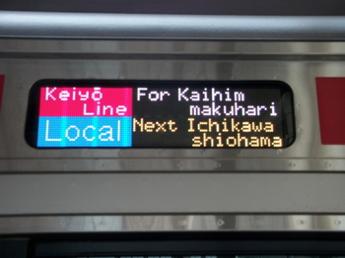 Keiyō
Line
Local
For Kaihim
makuhari
Next Ichikawa
shiohama